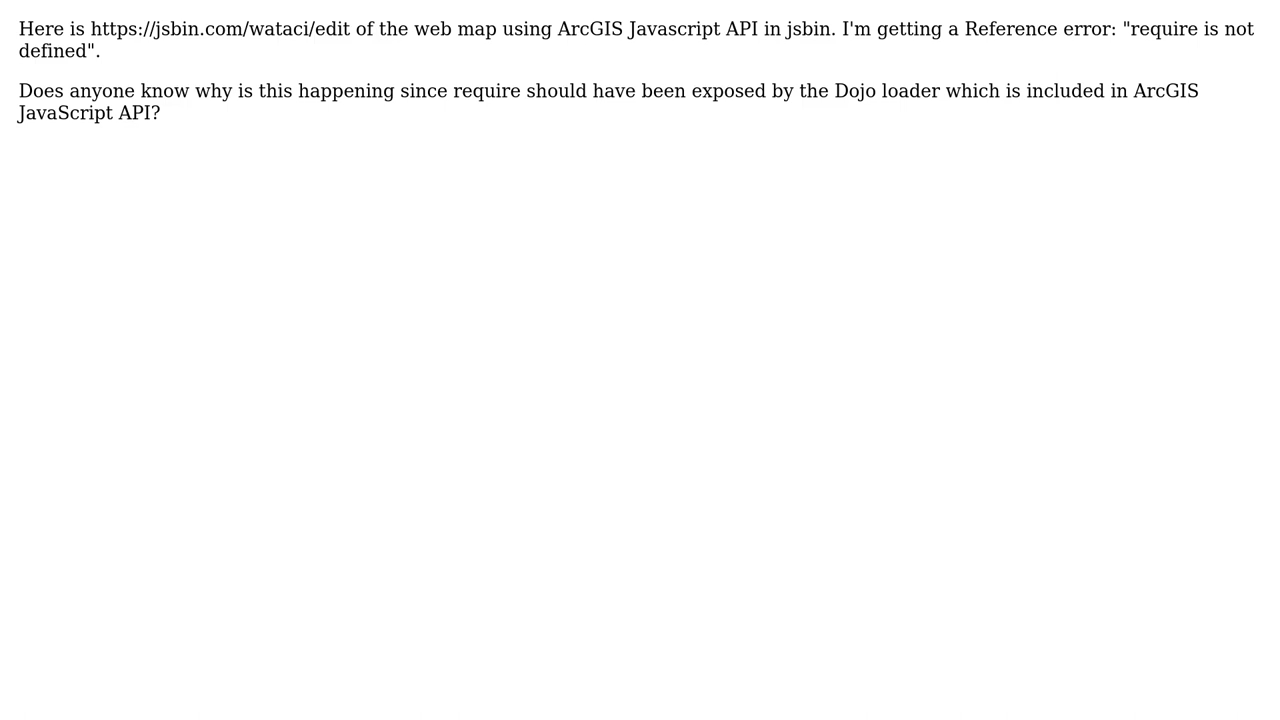 Here is https://jsbin.com/wataci/edit of the web map using ArcGIS Javascript API in jsbin. I'm getting a Reference error: "require is not
defined".
Does anyone know why is this happening since require should have been exposed by the Dojo loader which is included in ArcGIS
JavaScript API?